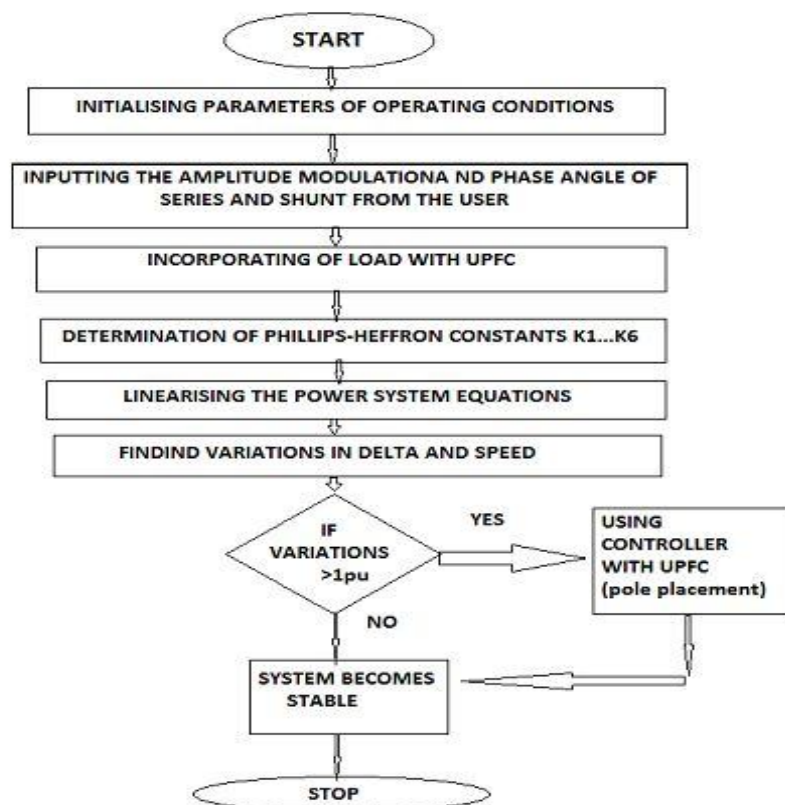 START
INITIALISING PARAMETERS OF OPERATING CONDITIONS
INPUTTING THE AMPLITUDE MODULATIONA ND PHASE ANGLE OF
SERIES AND SHUNT FROM THE USER
INCORPORATING OF LOAD WITH UPFC
DETERMINATION OF PHILLIPS-HEFFRON CONSTANTS K1...K6
LINEARISING THE POWER SYSTEM EQUATIONS
FINDIND VARIATIONS IN DELTA AND SPEED
IF
VARIATIONS
>1pu
YES
USING
CONTROLLER
WITH UPFC
(pole placement)
NO
SYSTEM BECOMES
STABLE
STOP